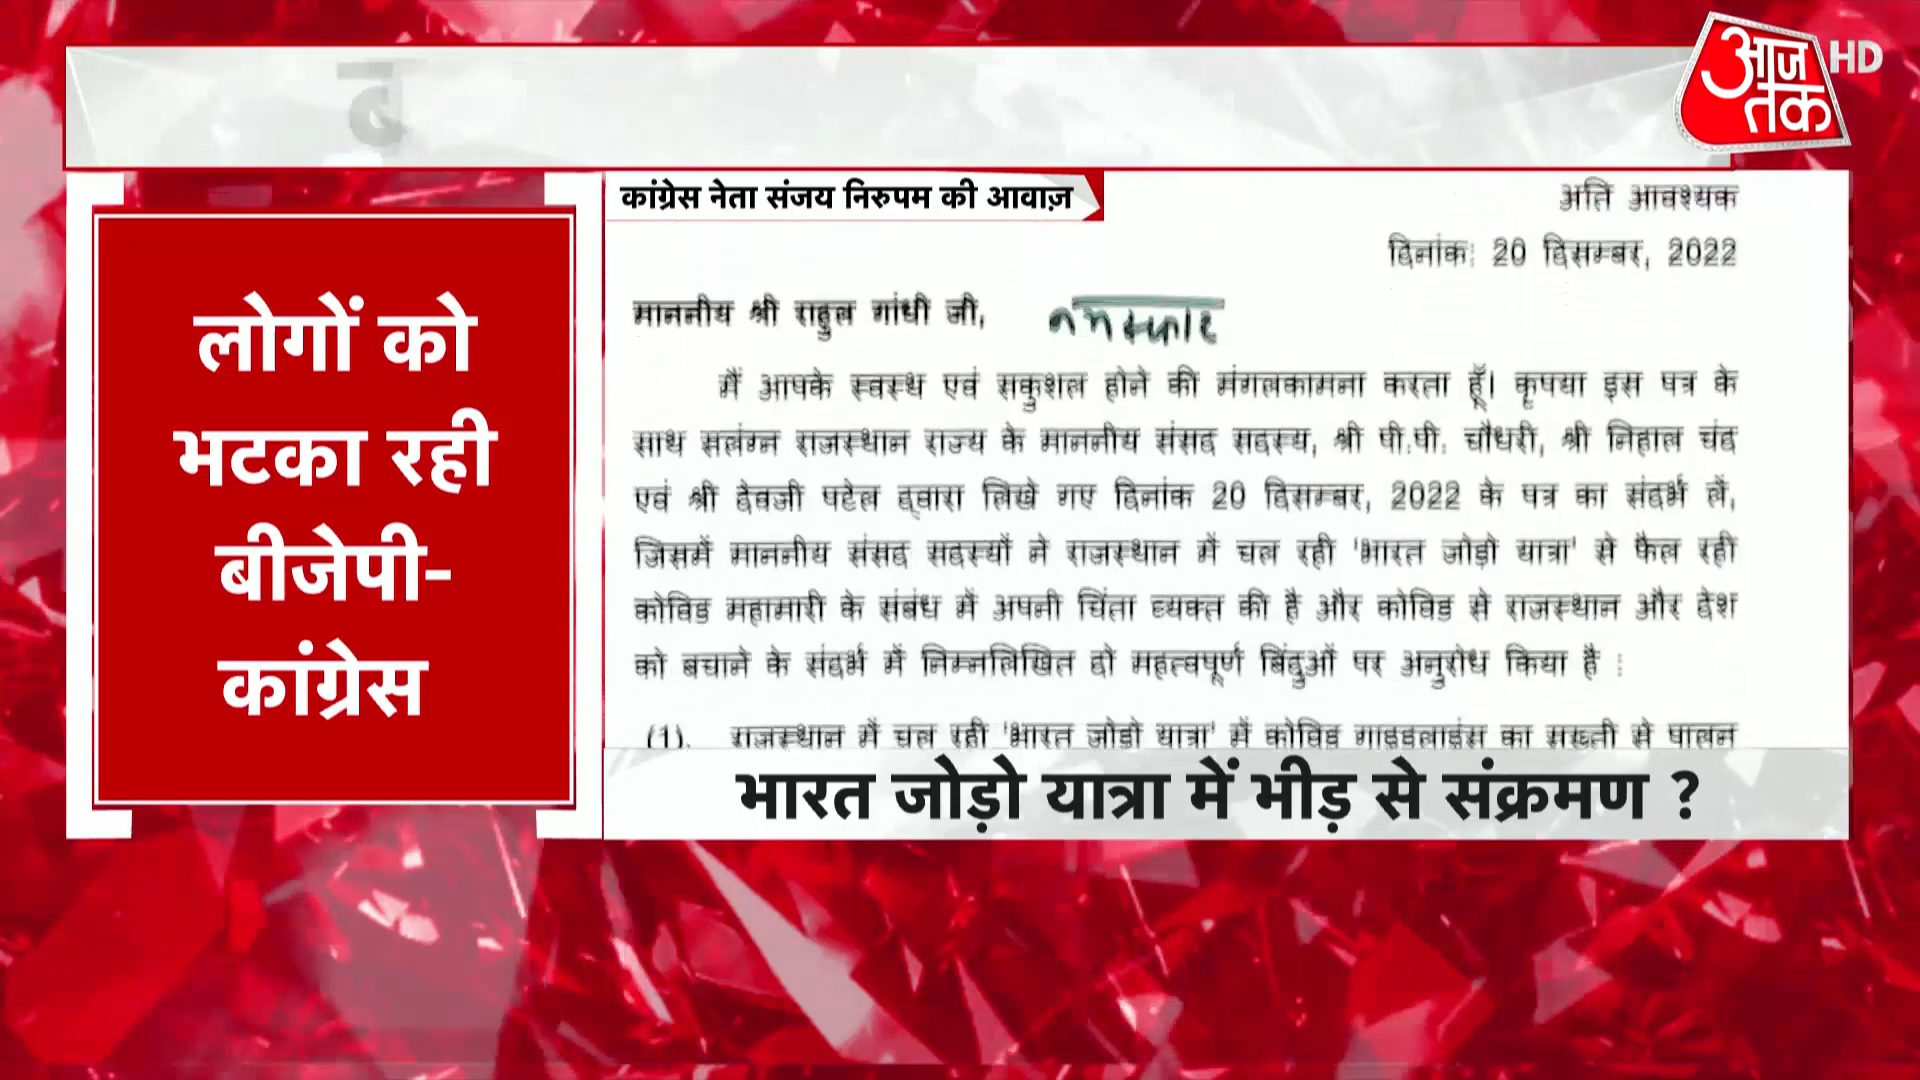 ब
आज
तक
HD
लोगों को
भटका रही
बीजेपी-
कांग्रेस
कांग्रेस नेता संजय निरुपम की आवाज़
अति आवश्यक
दिनांक: 20 दिसम्बर, 2022
माननीय श्री राहुल गांधी जी, नमस्कार
मैं आपके स्वस्थ एवं सकुशल होने की मंगलकामना करता हूँ। कृपया इस पत्र के
साथ सलंग्न राजस्थान राज्य के माननीय संसद सदस्य, श्री पी.पी. चौधरी, श्री निहाल चंद
एवं श्री देवजी पटेल द्वारा लिखे गए दिनांक 20 दिसम्बर, 2022 के पत्र का संदर्भ लें,
जिसमें माननीय संसद सदस्यों ने राजस्थान में चल रही 'भारत जोड़ो यात्रा' से फैल रही
कोविड महामारी के संबंध में अपनी चिंता व्यक्त की है और कोविड से राजस्थान और देश
को बचाने के संदर्भ में निम्नलिखित दो महत्वपूर्ण बिंदुओं पर अनुरोध किया है :
(1). राजस्थान में चल रही 'भारत जोड़ो यात्रा' में कोविड गाइडलाइंस का सख्ती से पालन
भारत जोड़ो यात्रा में भीड़ से संक्रमण ?